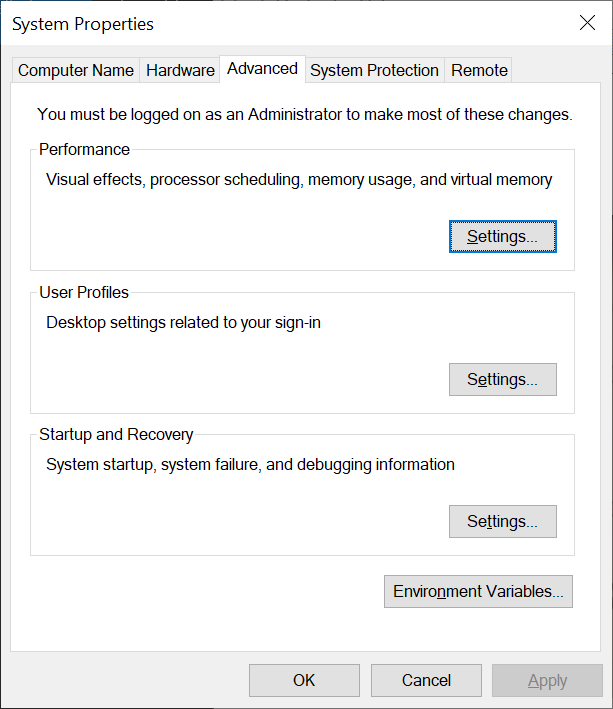 System Properties
Computer Name Hardware Advanced System Protection Remote
You must be logged on as an Administrator to make most of these changes.
Performance
Visual effects, processor scheduling, memory usage, and virtual memory
Settings...
User Profiles
Desktop settings related to your sign-in
Settings...
Startup and Recovery
System startup, system failure, and debugging information
Settings...
Environment Variables...
OK Cancel Apply